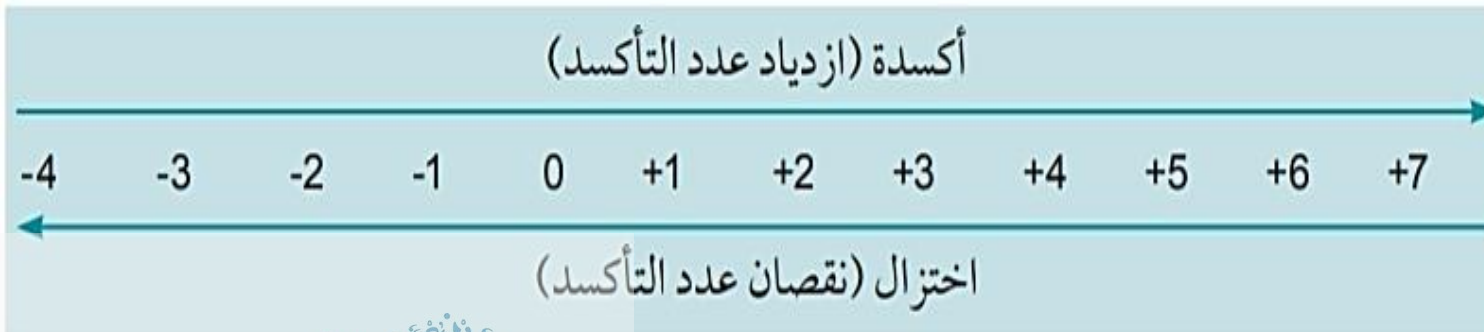 أكسدة (ازدياد عدد التأكسد)
-4 -3 -2 -1 0 +1 +2 +3 +4 +5 +6 +7
اختزال (نقصان عدد التأكسد)